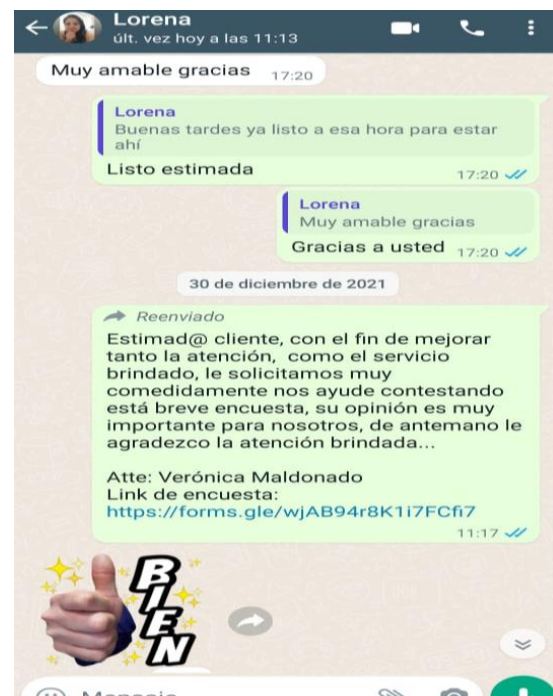 Lorena
últ. vez hoy a las 11:13
Muy amable gracias 17:20
Lorena
Buenas tardes ya listo a esa hora para estar
ahí
Listo estimada 17:20
Lorena
Muy amable gracias
Gracias a usted 17:20
30 de diciembre de 2021
Reenviado
Estimad@ cliente, con el fin de mejorar
tanto la atención, como el servicio
brindado, le solicitamos muy
comedidamente nos ayude contestando
está breve encuesta, su opinión es muy
importante para nosotros, de antemano le
agradezco la atención brindada...
Atte: Verónica Maldonado
Link de encuesta:
https://forms.gle/wjAB94r8K1i7FCfi7
11:17
BIEN
Mensaje